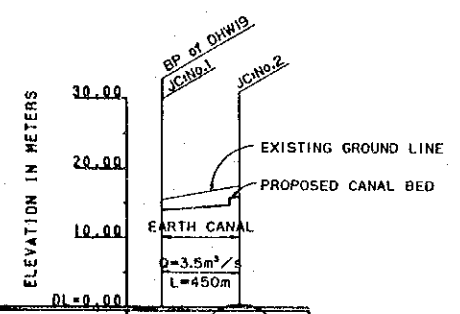 BP of DHW19
JC:No.1
JC:No.2
ELEVATION IN METERS
30.00
20.00
10.00
DL=0.00
EXISTING GROUND LINE
PROPOSED CANAL BED
EARTH CANAL
Q=3.5m³/s
L=450m